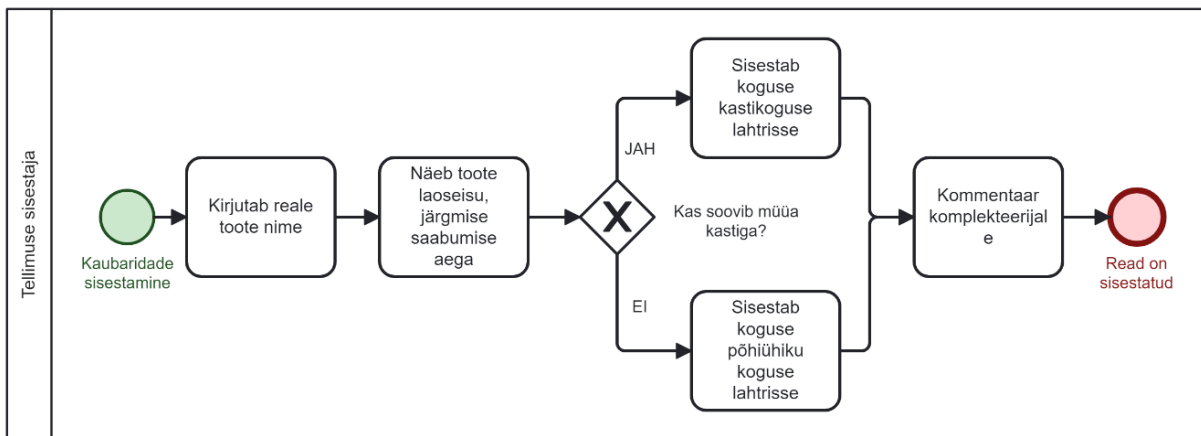 Tellimuse sisestaja
Kaubaridade
sisestamine
Kirjutab reale
toote nime
Näeb toote
laoseisu,
järgmise
saabumise
aega
JAH
Kas soovib müüa
kastiga?
EI
Sisestab
koguse
kastikoguse
lahtrisse
Sisestab
koguse
põhiühiku
koguse
lahtrisse
Kommentaar
komplekteerijal
e
Read on
sisestatud